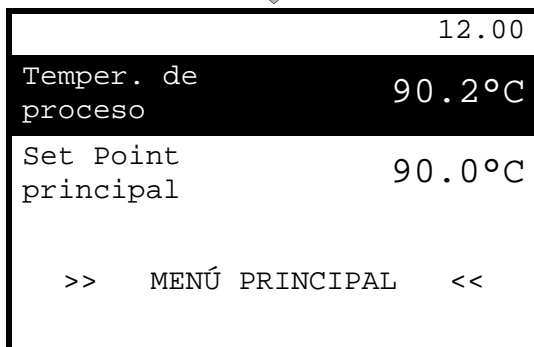 12.00
Temper. de
proceso 90.2°C
Set Point
principal 90.0°C
>> MENÚ PRINCIPAL <<